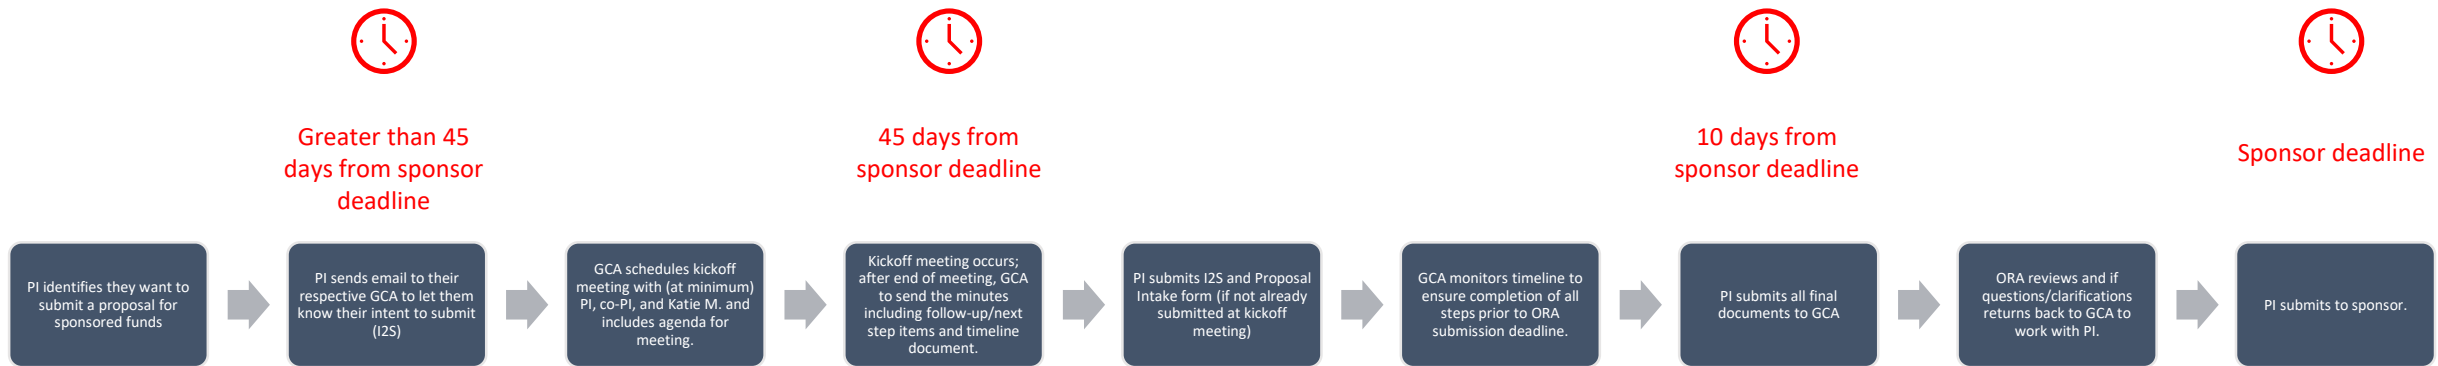 Greater than 45
days from sponsor
deadline
45 days from
sponsor deadline
10 days from
sponsor deadline
Sponsor deadline
PI identifies they want to
submit a proposal for
sponsored funds
PI sends email to their
respective GCA to let them
know their intent to submit
(I2S)
GCA schedules kickoff
meeting with (at minimum)
PI, co-PI, and Katie M. and
includes agenda for
meeting.
Kickoff meeting occurs;
after end of meeting, GCA
to send the minutes
including follow-up/next
step items and timeline
document.
PI submits I2S and Proposal
Intake form (if not already
submitted at kickoff
meeting)
GCA monitors timeline to
ensure completion of all
steps prior to ORA
submission deadline.
PI submits all final
documents to GCA
ORA reviews and if
questions/clarifications
returns back to GCA to
work with PI.
PI submits to sponsor.